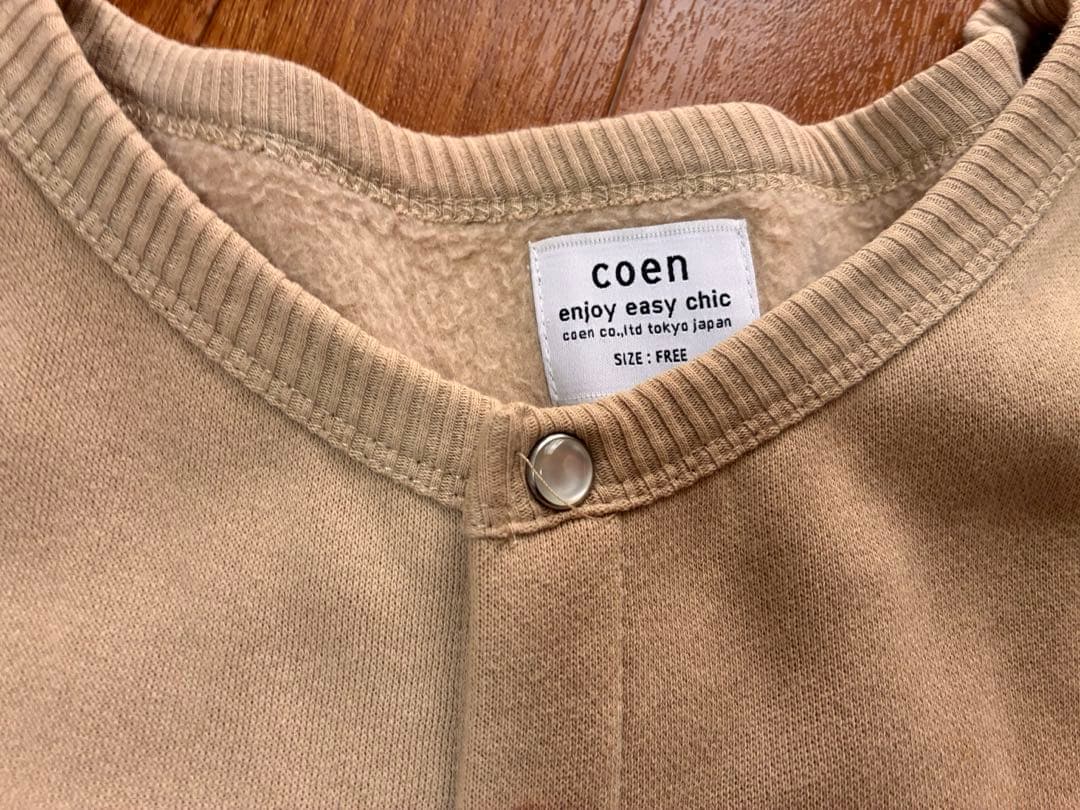 coen
enjoy easy chic
coen co.,ltd tokyo japan
SIZE : FREE